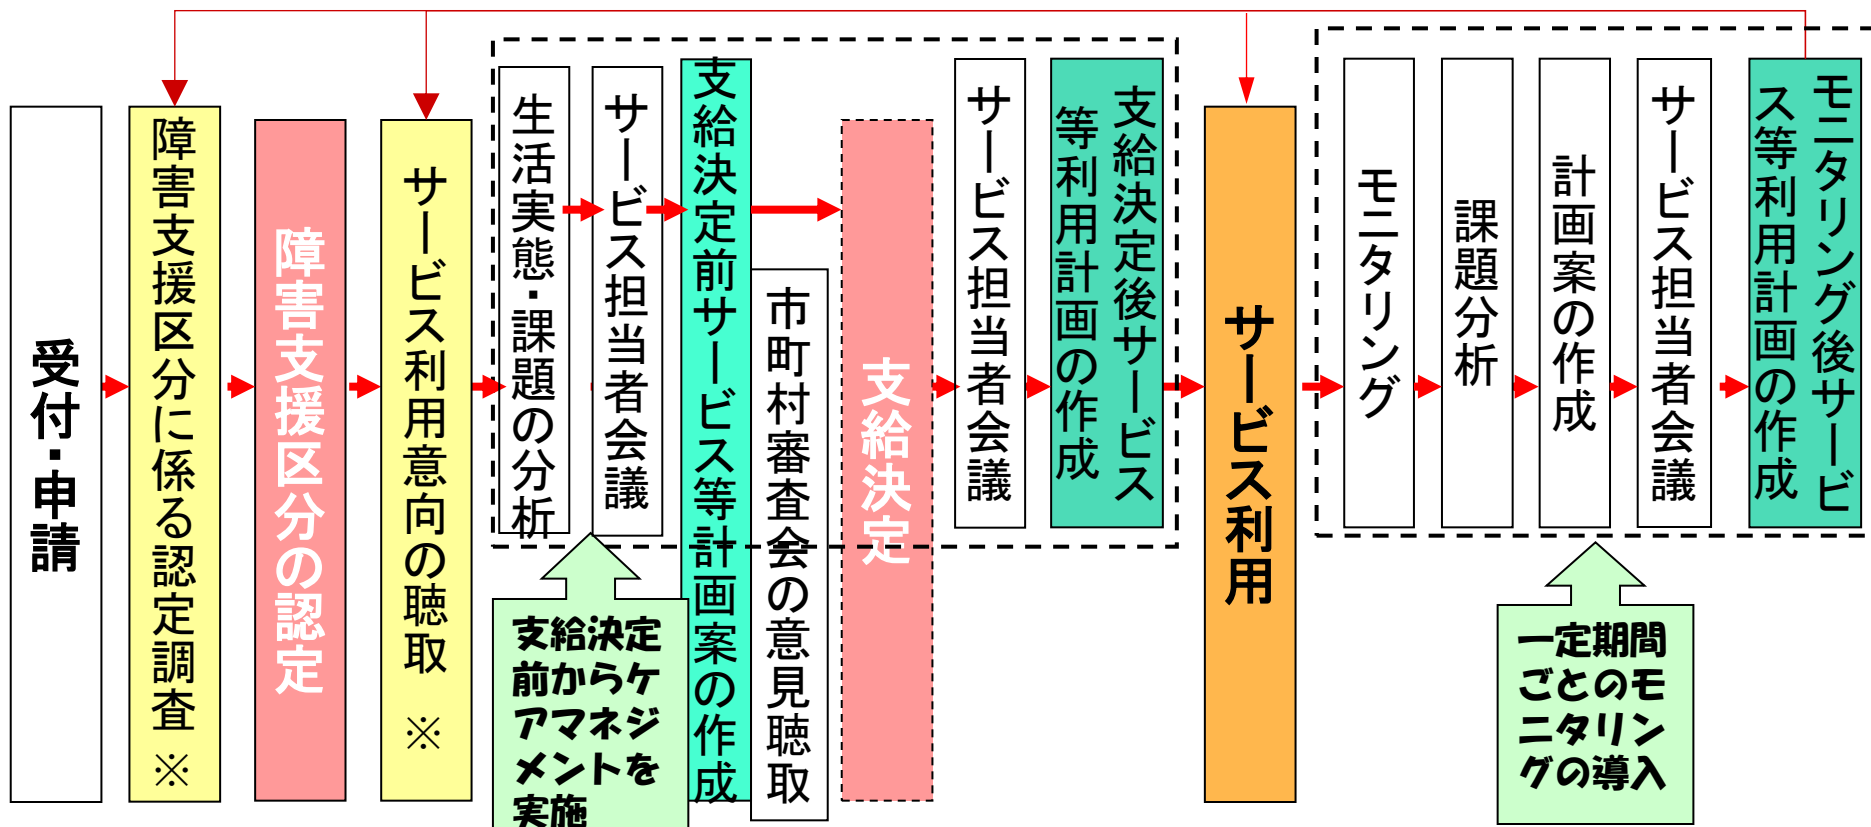 受付・申請
障害支援区分に係る認定調査※
障害支援区分の認定
サービス利用意向の聴取 ※
生活実態・課題の分析
サービス担当者会議
支給決定前サービス等計画案の作成
市町村審査会の意見聴取
支給決定
サービス担当者会議
支給決定後サービス
等利用計画の作成
サービス利用
モニタリング
課題分析
計画案の作成
サービス担当者会議
モニタリング後サービ
ス等利用計画の作成
支給決定
前からケ
アマネジ
メントを
実施
一定期間
ごとのモ
ニタリン
グの導入